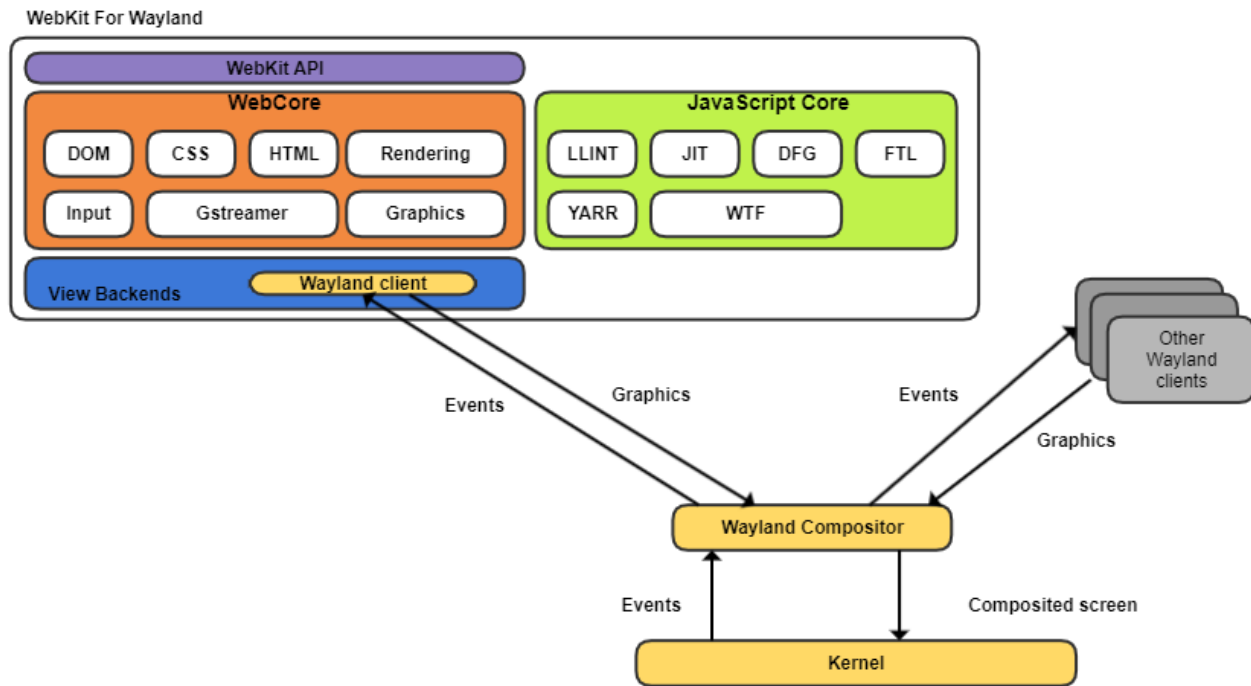 WebKit For Wayland
WebKit API
WebCore
JavaScript Core
DOM
CSS
HTML
Rendering
LLINT
JIT
DFG
FTL
Input
Gstreamer
Graphics
YARR
WTF
Wayland client
View Backends
Other
Wayland
clients
Events
Graphics
Events
Graphics
Wayland Compositor
Events
Composited screen
Kernel